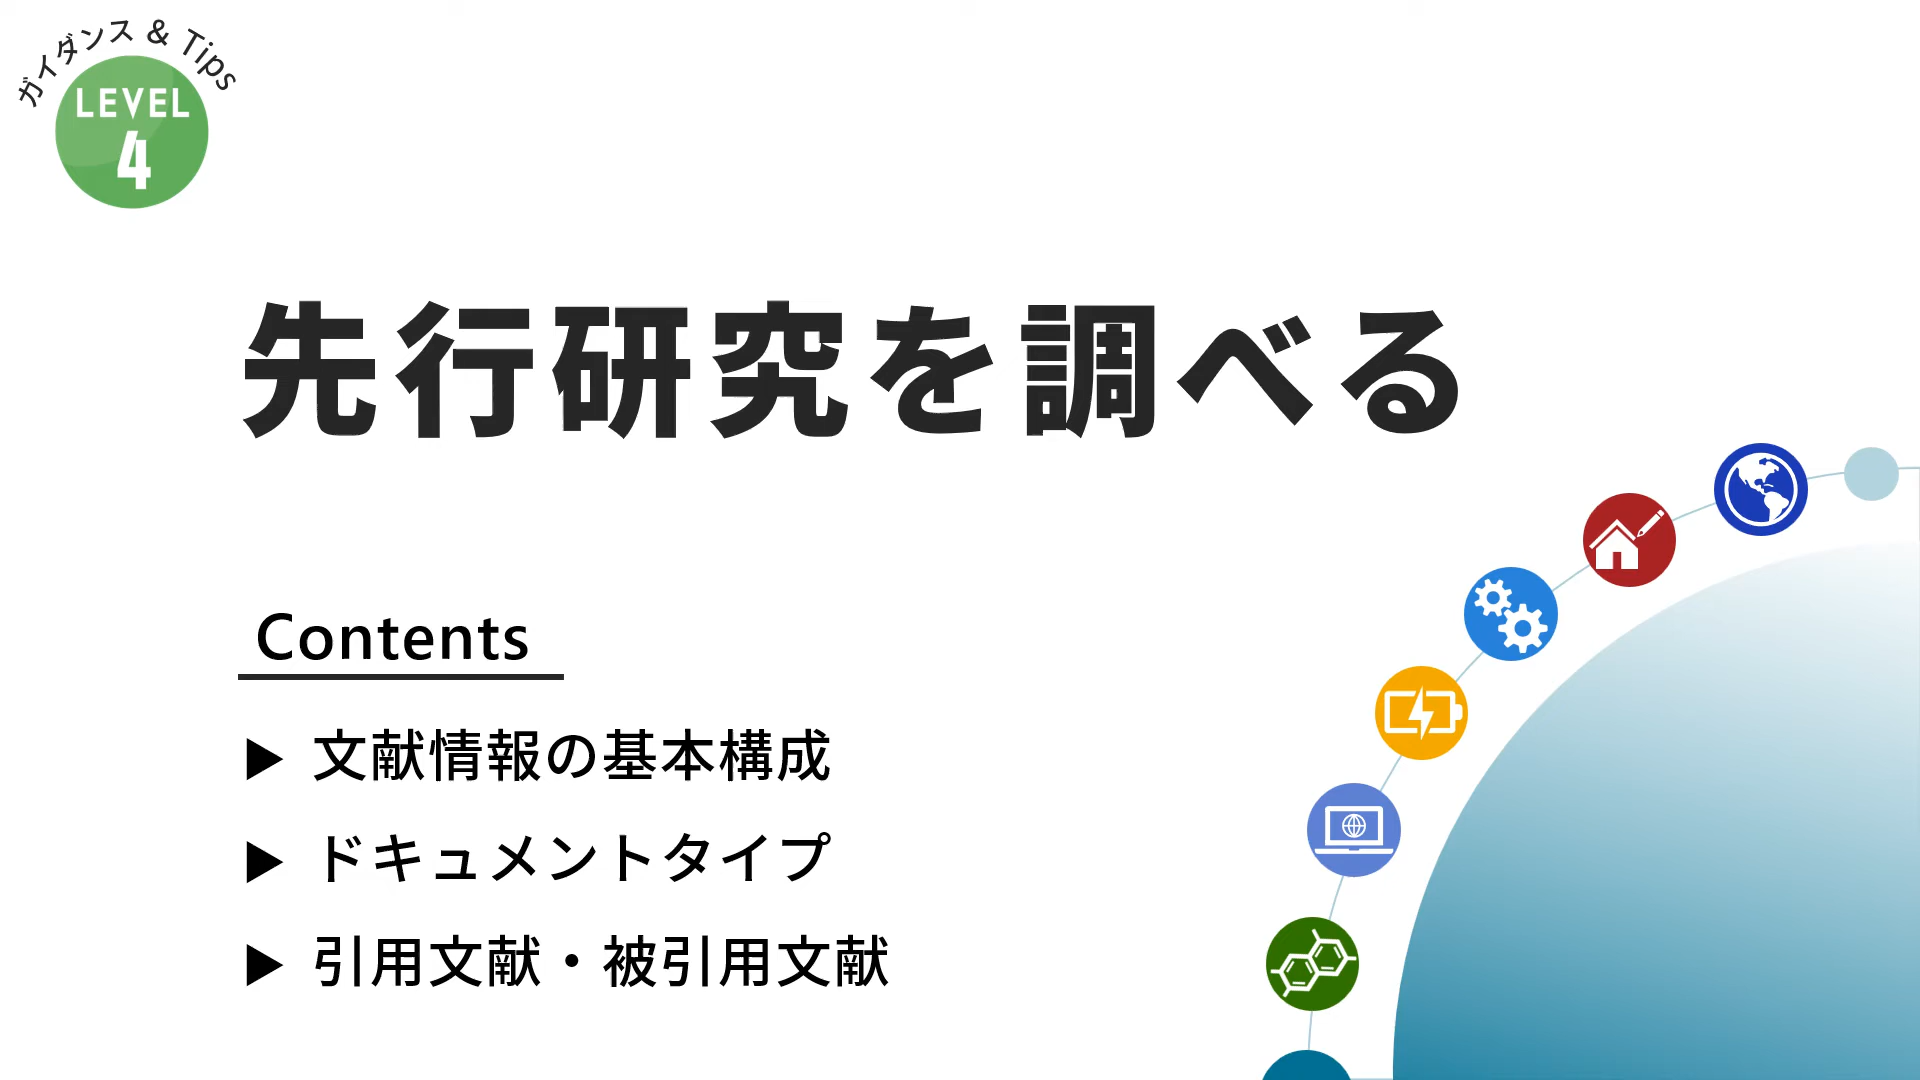 ガイダンス & Tips
LEVEL
4
先行研究を調べる
Contents
▶ 文献情報の基本構成
▶ ドキュメントタイプ
▶ 引用文献・被引用文献